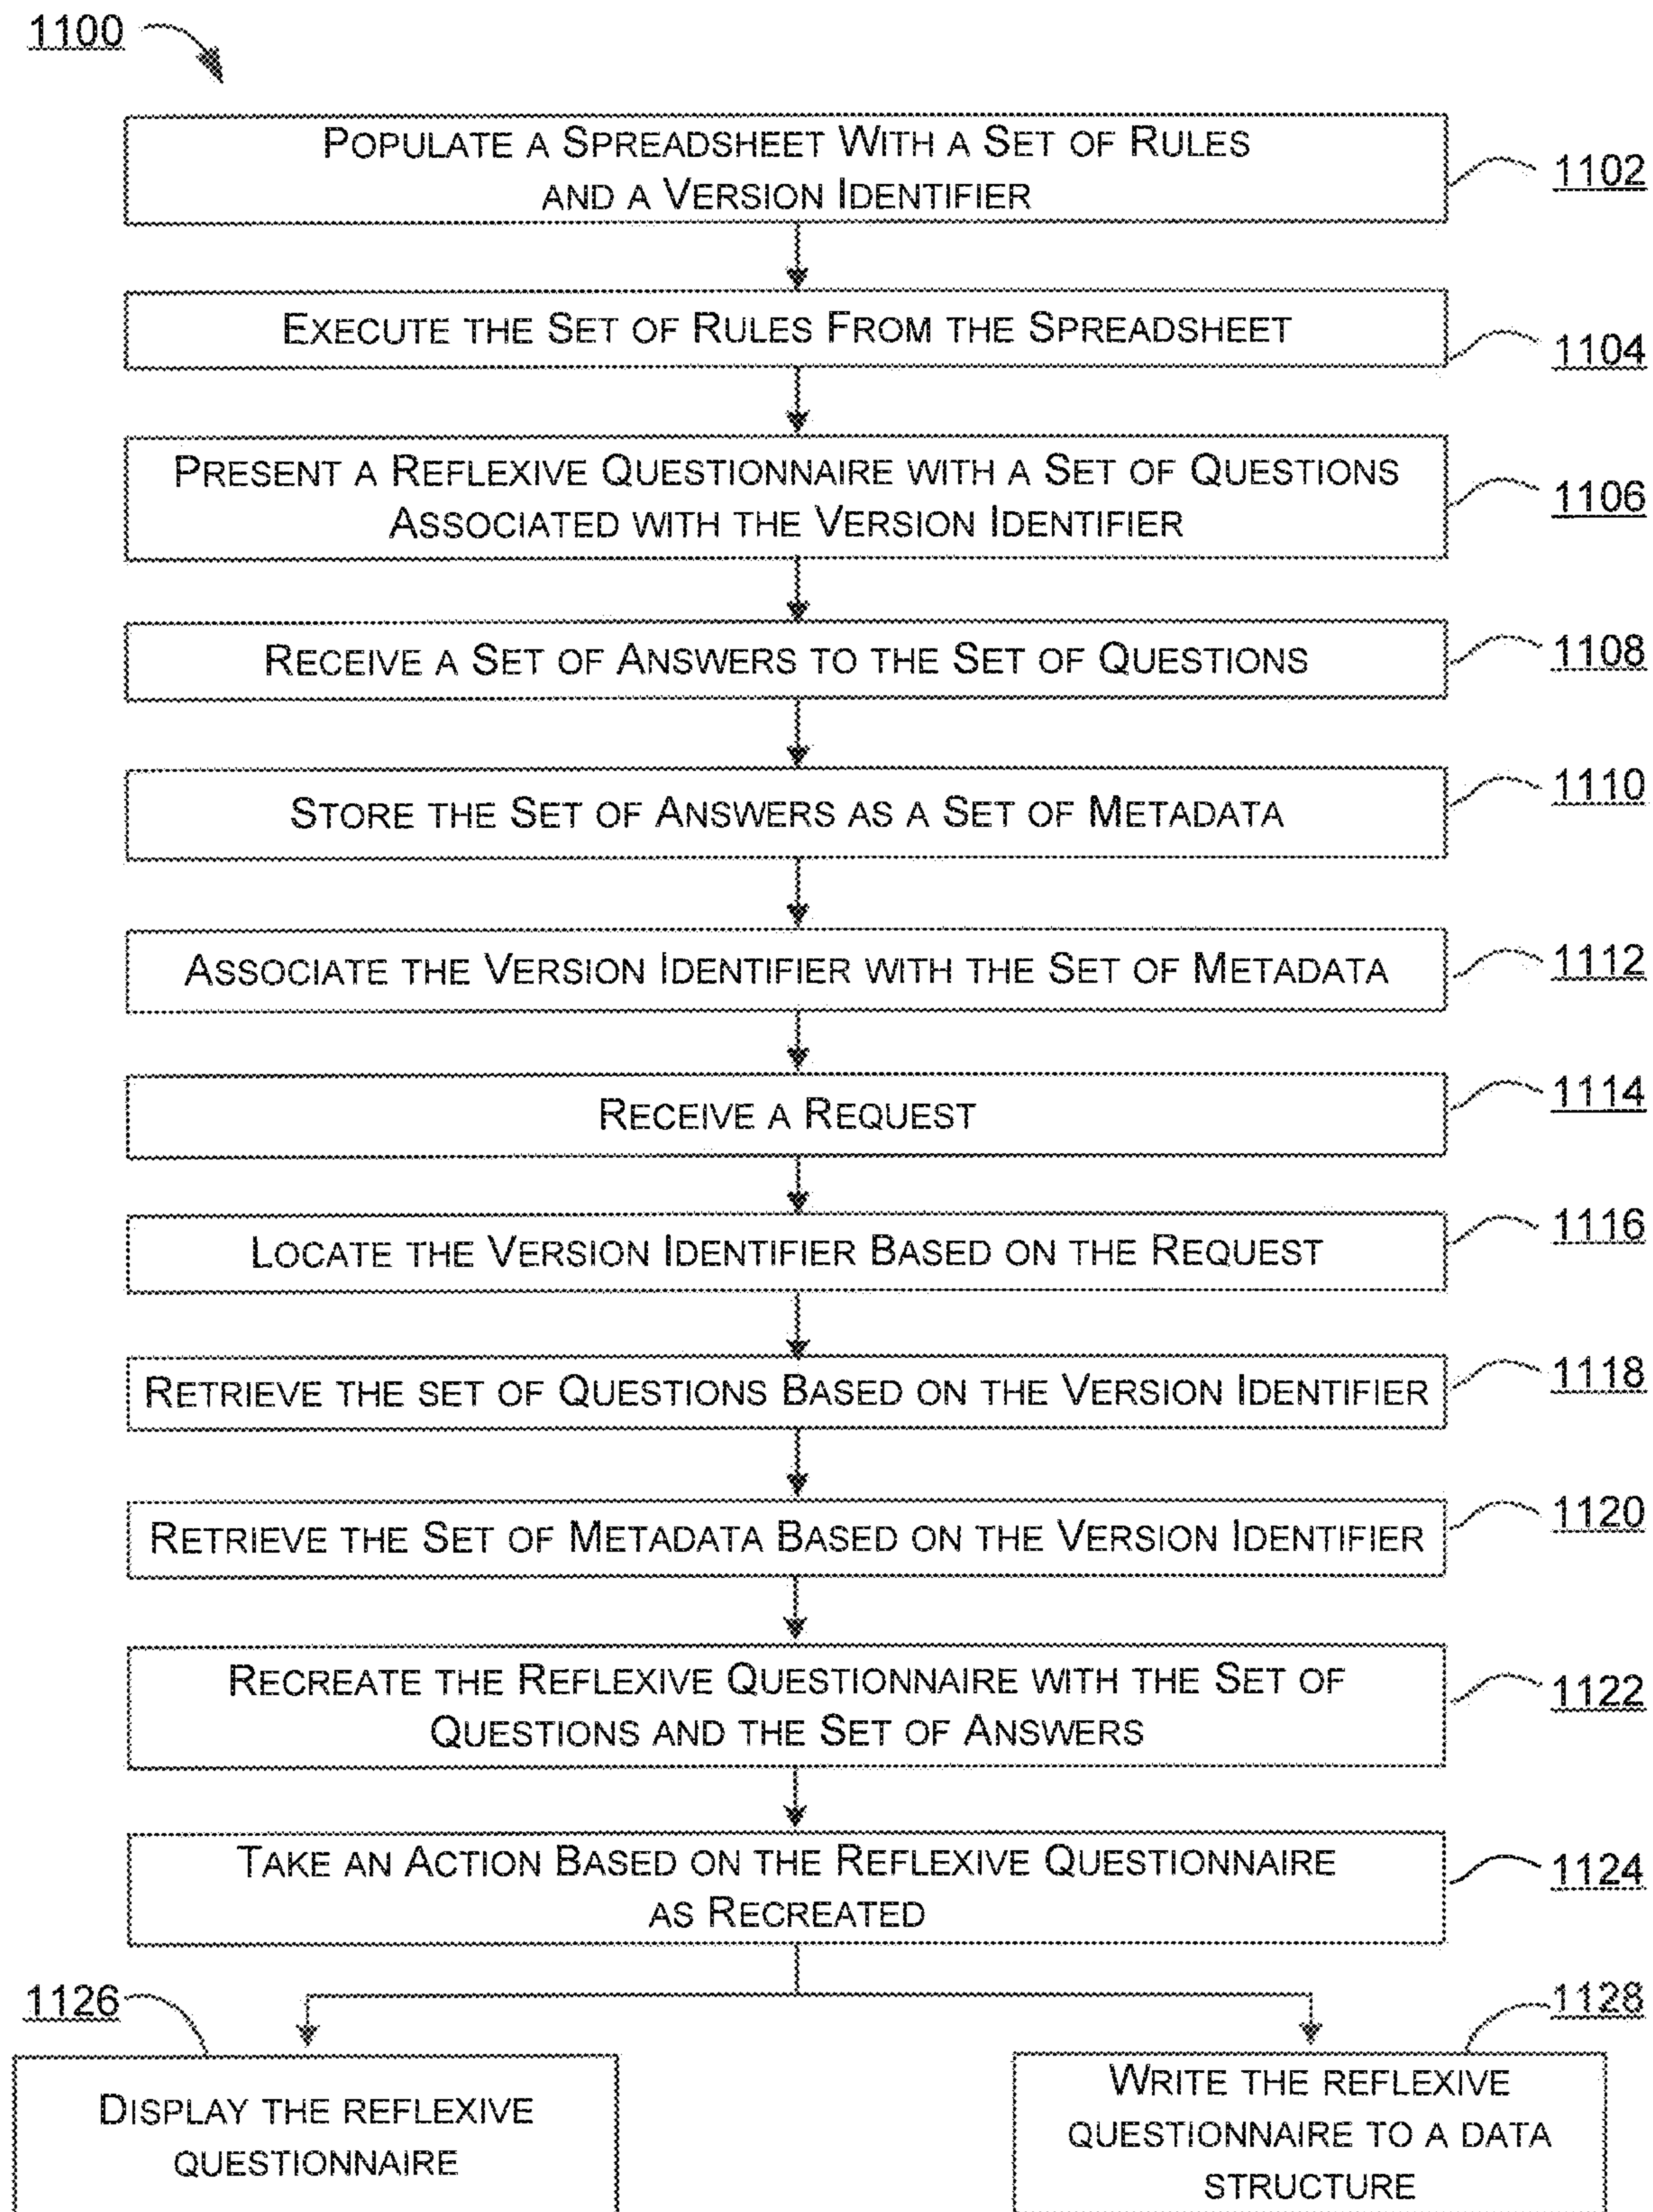 1100
POPULATE A SPREADSHEET WITH A SET OF RULES
AND A VERSION IDENTIFIER
1102
EXECUTE THE SET OF RULES FROM THE SPREADSHEET
1104
PRESENT A REFLEXIVE QUESTIONNAIRE WITH A SET OF QUESTIONS
ASSOCIATED WITH THE VERSION IDENTIFIER
1106
RECEIVE A SET OF ANSWERS TO THE SET OF QUESTIONS
1108
STORE THE SET OF ANSWERS AS A SET OF METADATA
1110
ASSOCIATE THE VERSION IDENTIFIER WITH THE SET OF METADATA
1112
RECEIVE A REQUEST
1114
LOCATE THE VERSION IDENTIFIER BASED ON THE REQUEST
1116
RETRIEVE THE SET OF QUESTIONS BASED ON THE VERSION IDENTIFIER
1118
RETRIEVE THE SET OF METADATA BASED ON THE VERSION IDENTIFIER
1120
RECREATE THE REFLEXIVE QUESTIONNAIRE WITH THE SET OF
QUESTIONS AND THE SET OF ANSWERS
1122
TAKE AN ACTION BASED ON THE REFLEXIVE QUESTIONNAIRE
AS RECREATED
1124
1126
DISPLAY THE REFLEXIVE
QUESTIONNAIRE
1128
WRITE THE REFLEXIVE
QUESTIONNAIRE TO A DATA
STRUCTURE